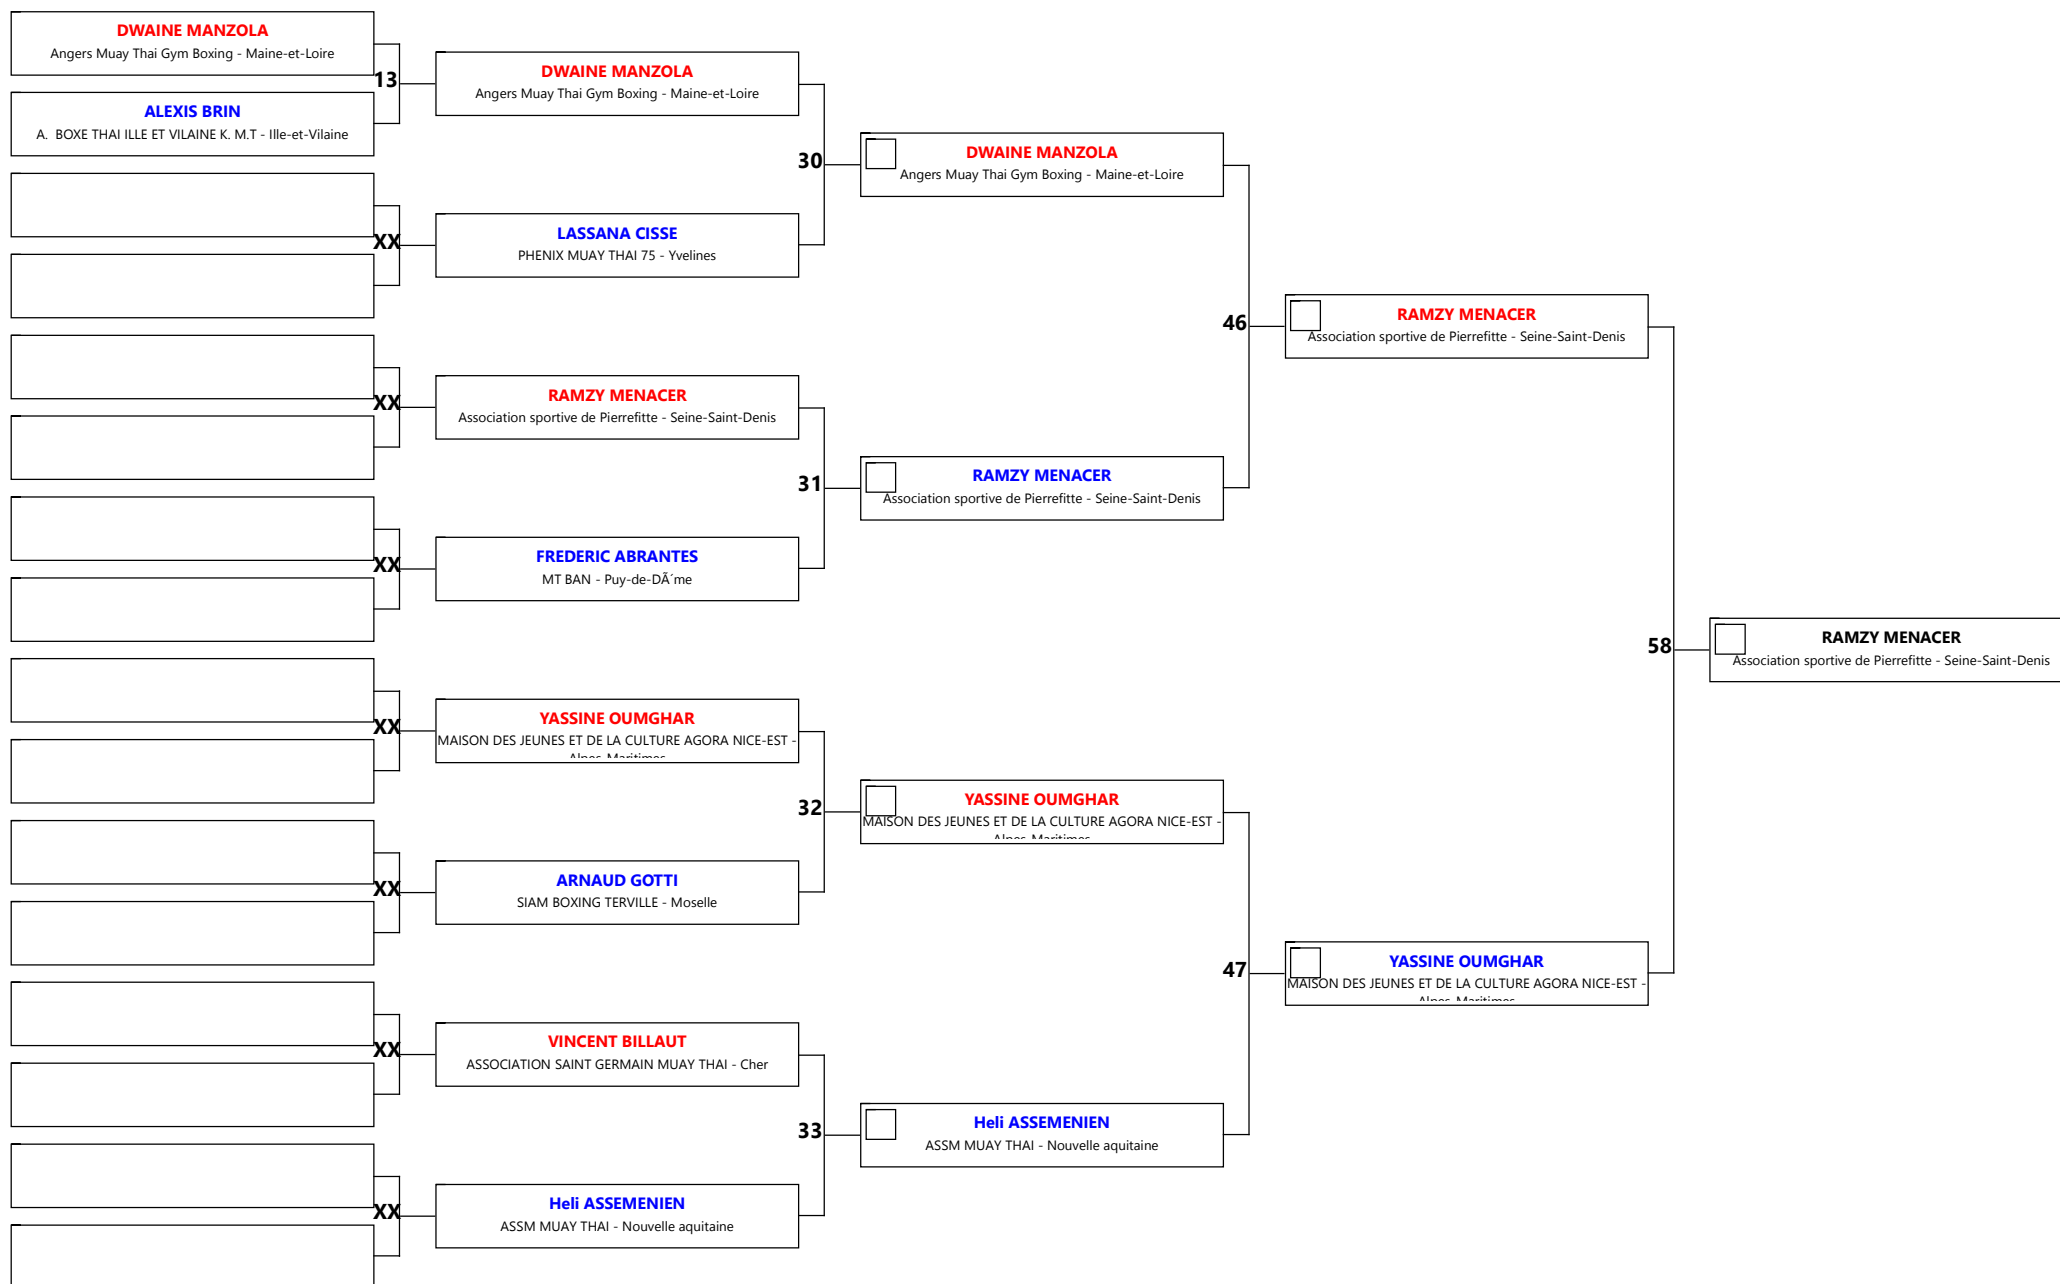 DWAINE MANZOLA
Angers Muay Thai Gym Boxing - Maine-et-Loire
13
ALEXIS BRIN
A. BOXE THAI ILLE ET VILAINE K. M.T - Ille-et-Vilaine
XX
XX
XX
XX
XX
XX
XX
DWAINE MANZOLA
Angers Muay Thai Gym Boxing - Maine-et-Loire
30
LASSANA CISSE
PHENIX MUAY THAI 75 - Yvelines
RAMZY MENACER
Association sportive de Pierrefitte - Seine-Saint-Denis
31
FREDERIC ABRANTES
MT BAN - Puy-de-DÃ´me
YASSINE OUMGHAR
MAISON DES JEUNES ET DE LA CULTURE AGORA NICE-EST -
Alpes-Maritimes
32
ARNAUD GOTTI
SIAM BOXING TERVILLE - Moselle
VINCENT BILLAUT
ASSOCIATION SAINT GERMAIN MUAY THAI - Cher
33
Heli ASSEMENIEN
ASSM MUAY THAI - Nouvelle aquitaine
DWAINE MANZOLA
Angers Muay Thai Gym Boxing - Maine-et-Loire
46
RAMZY MENACER
Association sportive de Pierrefitte - Seine-Saint-Denis
YASSINE OUMGHAR
MAISON DES JEUNES ET DE LA CULTURE AGORA NICE-EST -
Alpes-Maritimes
47
Heli ASSEMENIEN
ASSM MUAY THAI - Nouvelle aquitaine
RAMZY MENACER
Association sportive de Pierrefitte - Seine-Saint-Denis
58
YASSINE OUMGHAR
MAISON DES JEUNES ET DE LA CULTURE AGORA NICE-EST -
Alpes-Maritimes
RAMZY MENACER
Association sportive de Pierrefitte - Seine-Saint-Denis